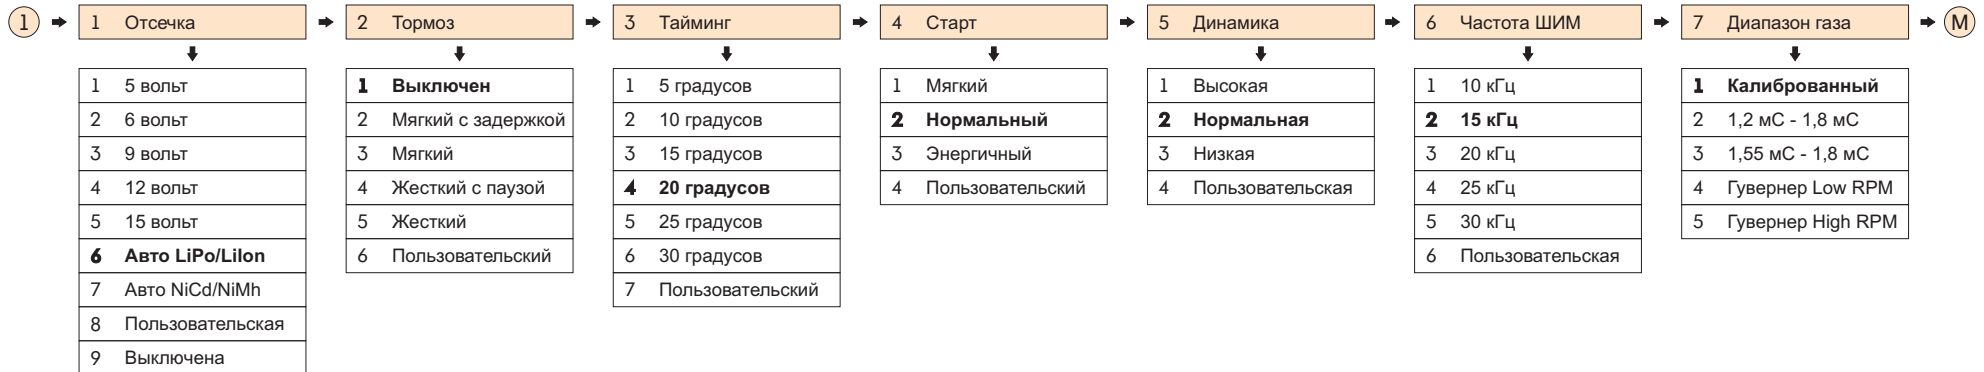 1
1 Отсечка
2 Тормоз
3 Тайминг
4 Старт
5 Динамика
6 Частота ШИМ
7 Диапазон газа
M
1 5 вольт
2 6 вольт
3 9 вольт
4 12 вольт
5 15 вольт
6 Авто LiPo/LiIon
7 Авто NiCd/NiMh
8 Пользовательская
9 Выключена
1 Выключен
2 Мягкий с задержкой
3 Мягкий
4 Жесткий с паузой
5 Жесткий
6 Пользовательский
1 5 градусов
2 10 градусов
3 15 градусов
4 20 градусов
5 25 градусов
6 30 градусов
7 Пользовательский
1 Мягкий
2 Нормальный
3 Энергичный
4 Пользовательский
1 Высокая
2 Нормальная
3 Низкая
4 Пользовательская
1 10 кГц
2 15 кГц
3 20 кГц
4 25 кГц
5 30 кГц
6 Пользовательская
1 Калиброванный
2 1,2 мС - 1,8 мС
3 1,55 мС - 1,8 мС
4 Гувернер Low RPM
5 Гувернер High RPM